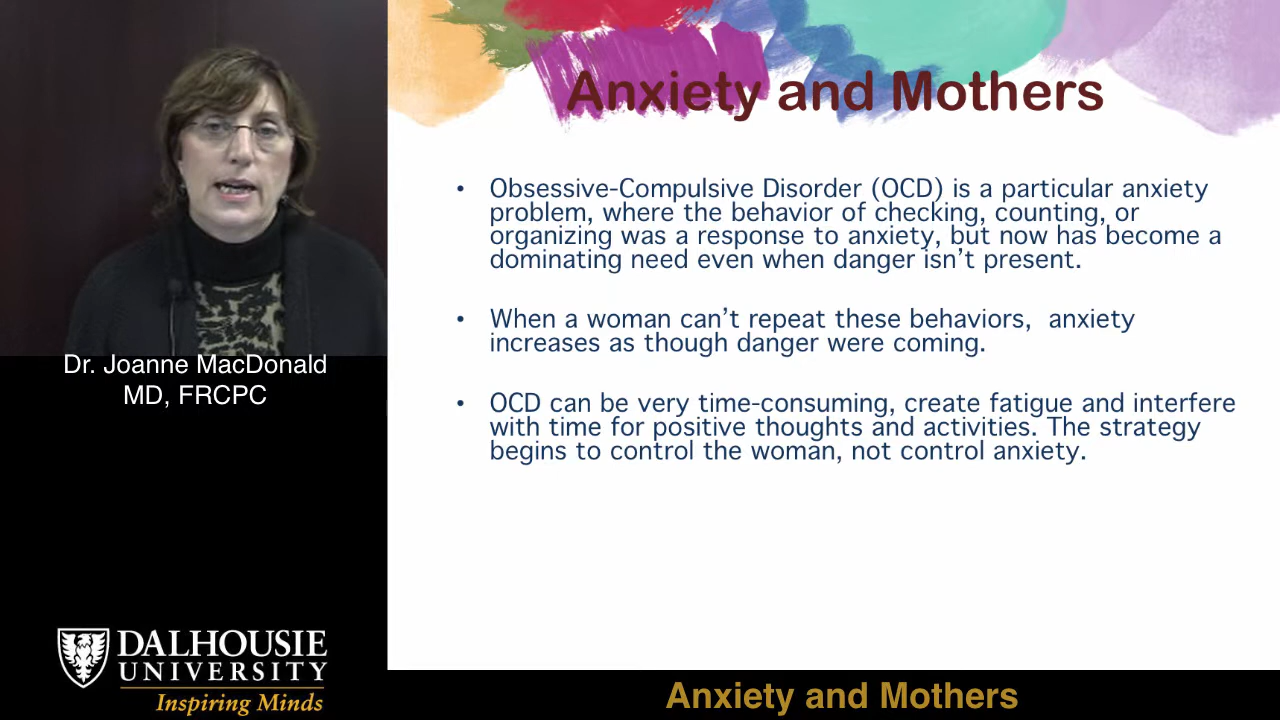 Anxiety and Mothers
• Obsessive-Compulsive Disorder (OCD) is a particular anxiety
problem, where the behavior of checking, counting, or
organizing was a response to anxiety, but now has become a
dominating need even when danger isn’t present.
• When a woman can’t repeat these behaviors,  anxiety
increases as though danger were coming.
• OCD can be very time-consuming, create fatigue and interfere
with time for positive thoughts and activities. The strategy
begins to control the woman, not control anxiety.
Dr. Joanne MacDonald
MD, FRCPC
DALHOUSIE
UNIVERSITY
Inspiring Minds
Anxiety and Mothers